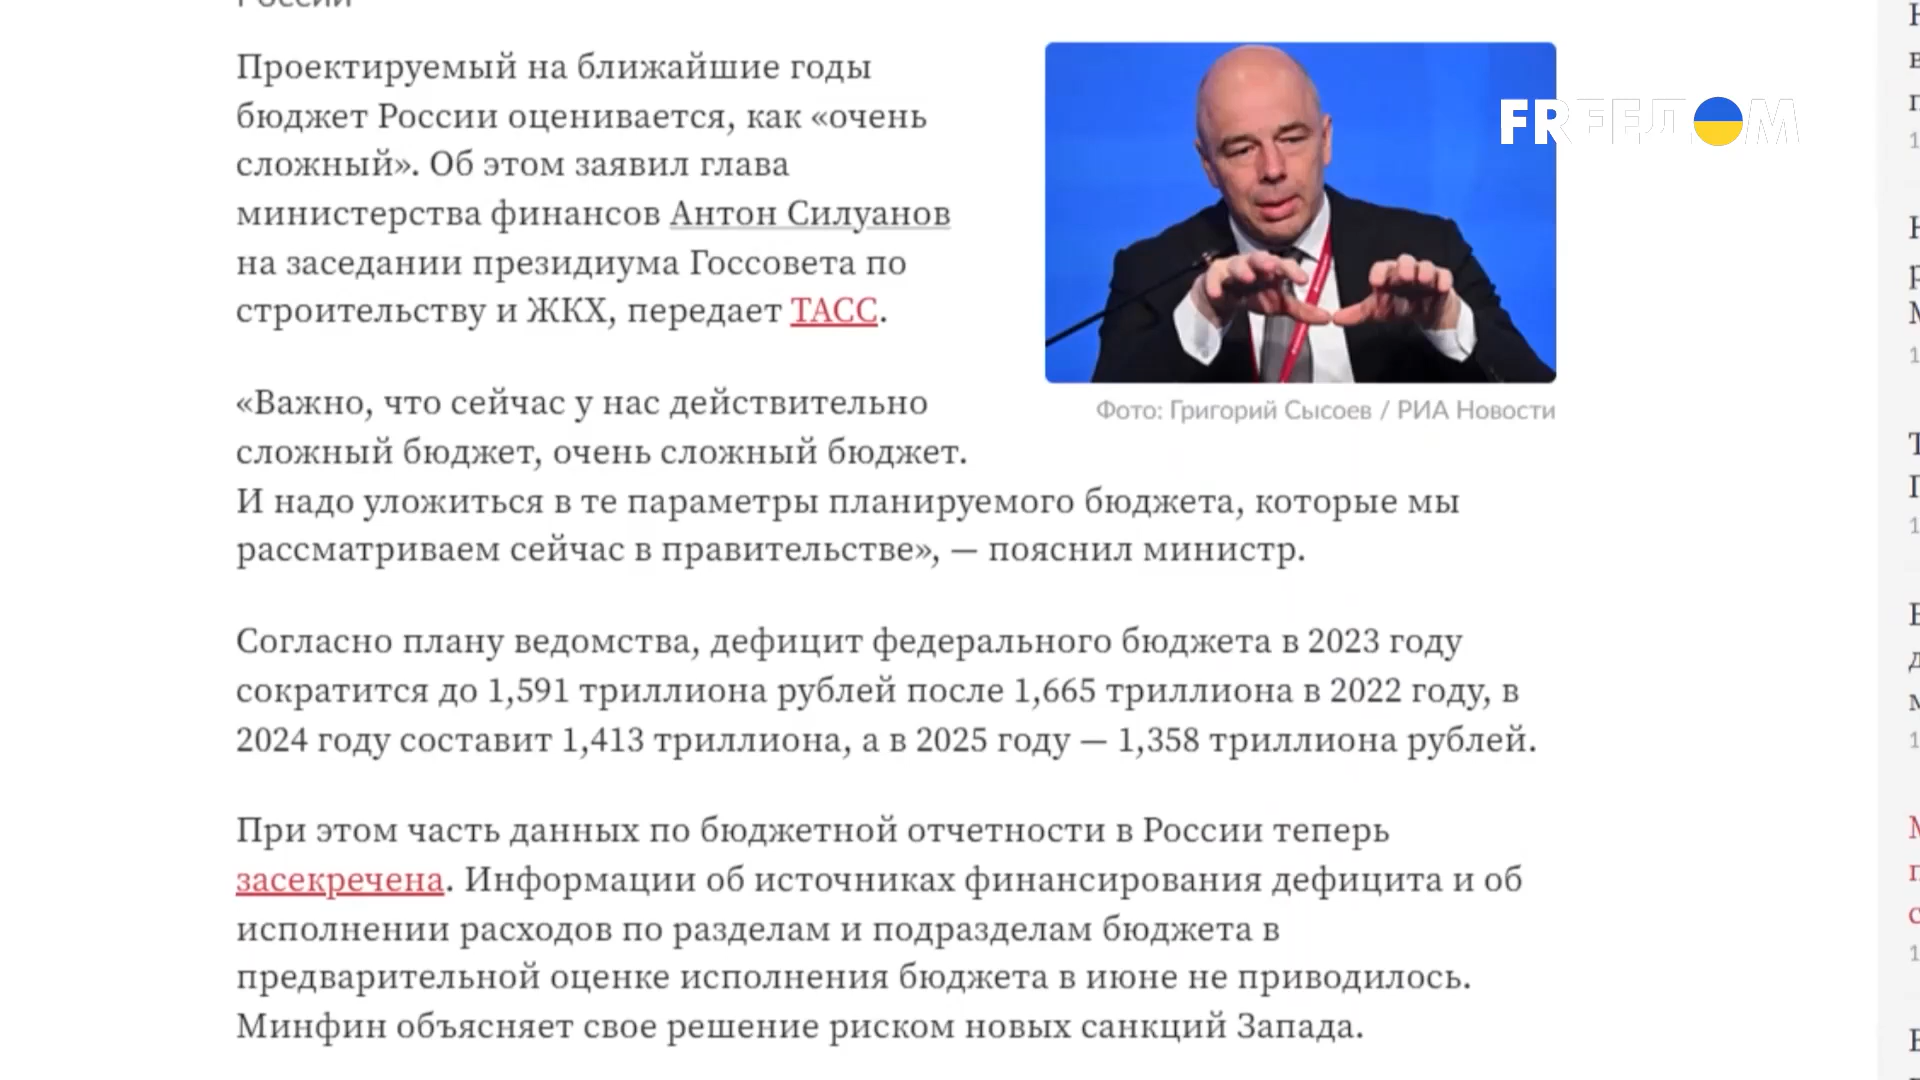 Проектируемый на ближайшие годы
бюджет России оценивается, как «очень
сложный». Об этом заявил глава
министерства финансов Антон Силуанов
на заседании президиума Госсовета по
строительству и ЖКХ, передает ТАСС.
FREEДОМ
Фото: Григорий Сысоев / РИА Новости
«Важно, что сейчас у нас действительно
сложный бюджет, очень сложный бюджет.
И надо уложиться в те параметры планируемого бюджета, которые мы
рассматриваем сейчас в правительстве», — пояснил министр.
Согласно плану ведомства, дефицит федерального бюджета в 2023 году
сократится до 1,591 триллиона рублей после 1,665 триллиона в 2022 году, в
2024 году составит 1,413 триллиона, а в 2025 году — 1,358 триллиона рублей.
При этом часть данных по бюджетной отчетности в России теперь
засекречена. Информации об источниках финансирования дефицита и об
исполнении расходов по разделам и подразделам бюджета в
предварительной оценке исполнения бюджета в июне не приводилось.
Минфин объясняет свое решение риском новых санкций Запада.